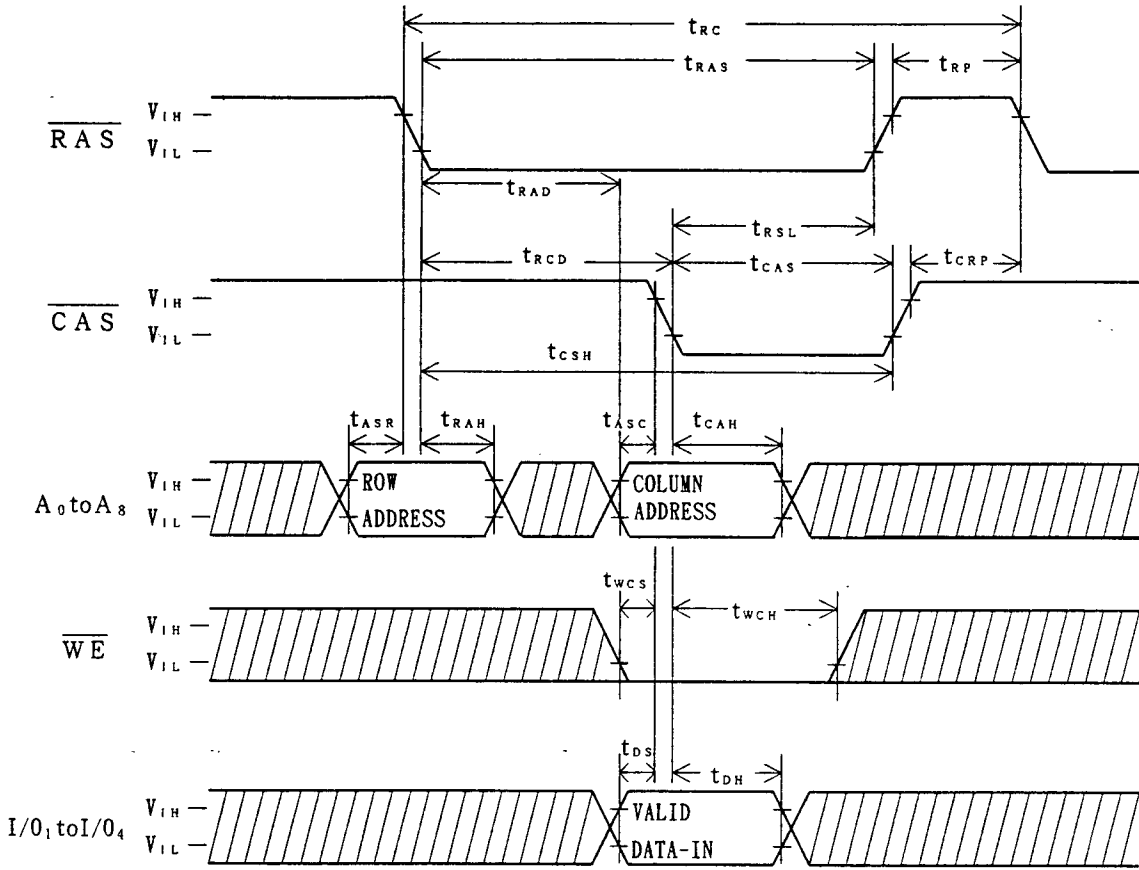 tRC
tRAS
tRP
RAS
VIH
VIL
tRAD
tRSL
tRCD
tCAS
tCRP
CAS
VIH
VIL
tCSH
tASR
tRAH
tASC
tCAH
A0toA8
VIH
VIL
ROW
ADDRESS
COLUMN
ADDRESS
tWCS
tWCH
WE
VIH
VIL
tDS
tDH
I/O1toI/O4
VIH
VIL
VALID
DATA-IN